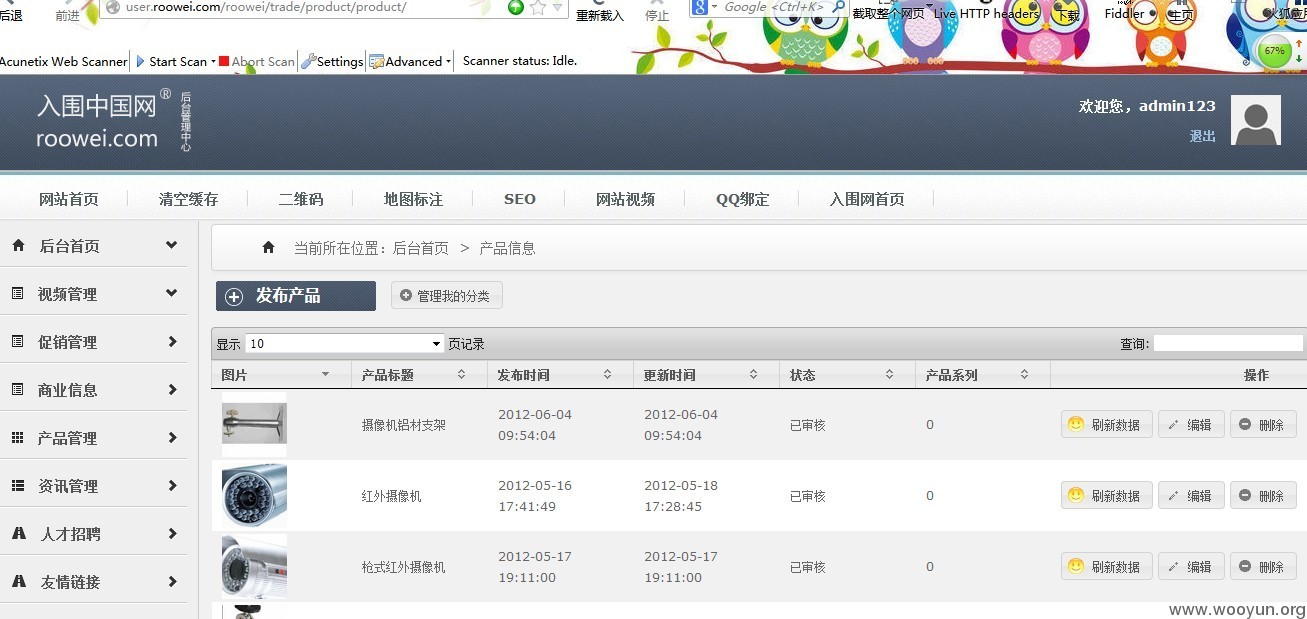 后退 前进 user.roowei.com/roowei/trade/product/product/ 重新载入 停止 Google <Ctrl+K> 截取整个网页 Live HTTP headers 下载 Fiddler 主页
67%
Acunetix Web Scanner Start Scan Abort Scan Settings Advanced Scanner status: Idle.
入围中国网® 后台管理中心
roowei.com
欢迎您，admin123
退出
网站首页 清空缓存 二维码 地图标注 SEO 网站视频 QQ绑定 入围网首页
后台首页
视频管理
促销管理
商业信息
产品管理
资讯管理
人才招聘
友情链接
当前所在位置： 后台首页 > 产品信息
发布产品 管理我的分类
显示 10 页记录 查询:
图片 产品标题 发布时间 更新时间 状态 产品系列 操作
摄像机铝材支架 2012-06-04 09:54:04 2012-06-04 09:54:04 已审核 0 刷新数据 编辑 删除
红外摄像机 2012-05-16 17:41:49 2012-05-18 17:28:45 已审核 0 刷新数据 编辑 删除
枪式红外摄像机 2012-05-17 19:11:00 2012-05-17 19:11:00 已审核 0 刷新数据 编辑 删除
www.wooyun.org